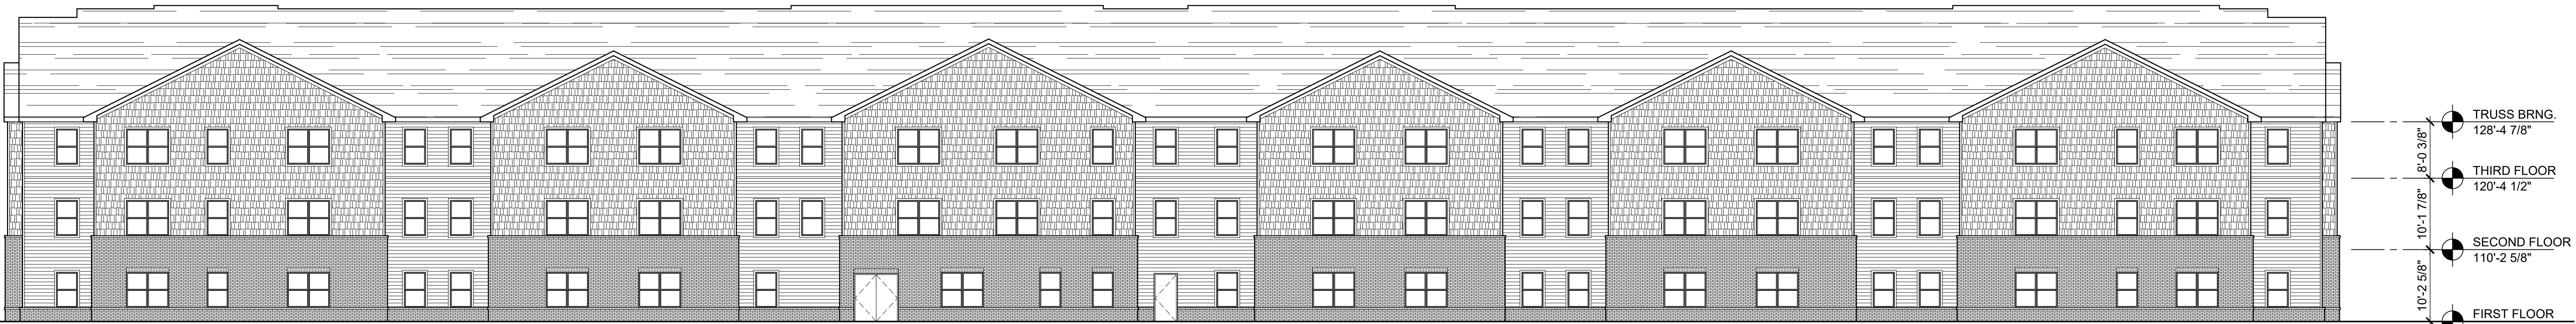 TRUSS BRNG.
128'-4 7/8"
8'-0 3/8"
THIRD FLOOR
120'-4 1/2"
10'-1 7/8"
SECOND FLOOR
110'-2 5/8"
10'-2 5/8"
FIRST FLOOR